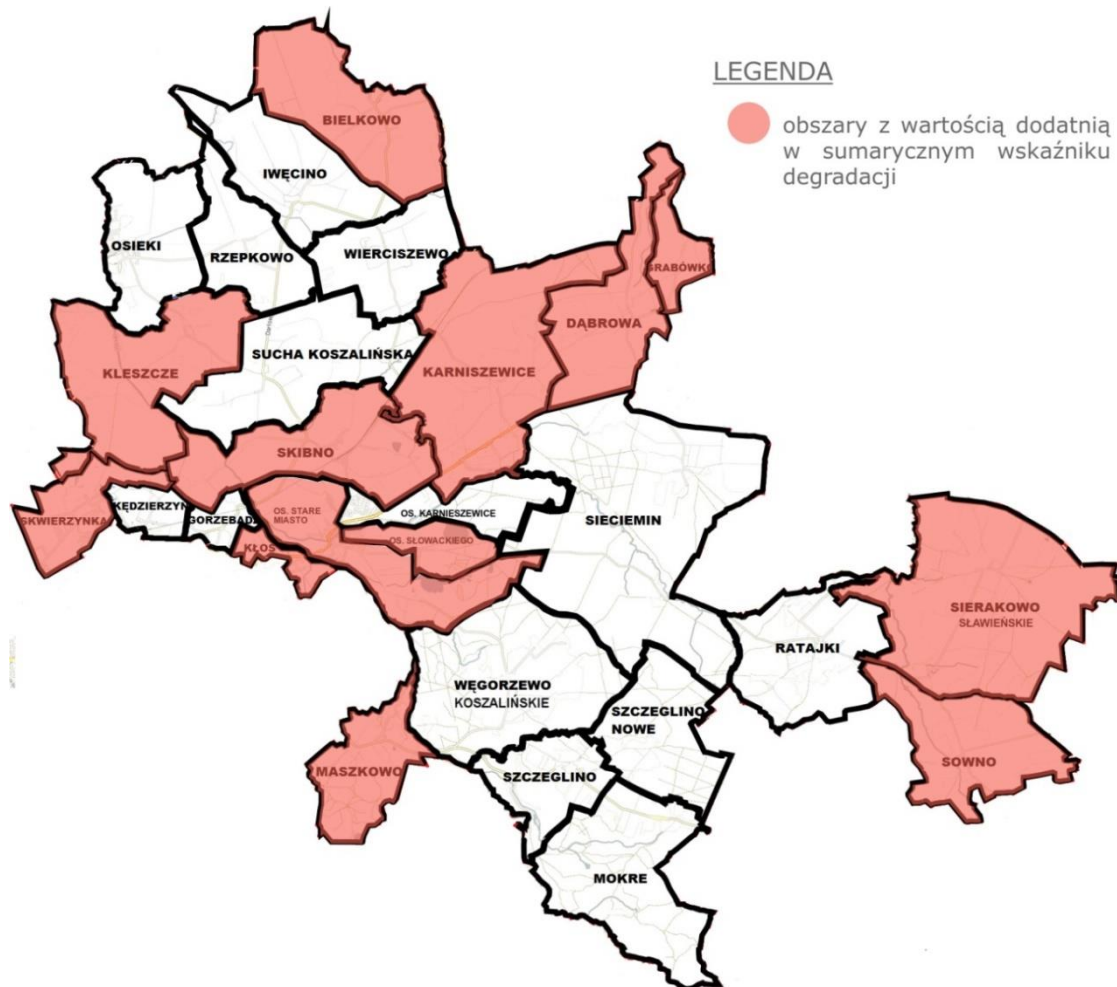 LEGENDA
obszary z wartością dodatnią
w sumarycznym wskaźniku
degradacji
BIELKOWO
IWĘCINO
OSIEKI
RZEPKOWO
WIERCISZEWO
GRABÓWKO
DĄBROWA
SUCHA KOSZALIŃSKA
KLESZCZE
KARNISZEWICE
SKIBNO
SKWIERZYNKA
KĘDZIERZYN
GORZEBĄDZ
OS. STARE
MIASTO
OS. KARNIESZEWICE
OS. SŁOWACKIEGO
KŁOS
SIECIEMIN
SIERAKOWO
SŁAWIEŃSKIE
RATAJKI
WĘGORZEWO
KOSZALIŃSKIE
SZCZEGLINO
NOWE
SOWNO
MASZKOWO
SZCZEGLINO
MOKRE